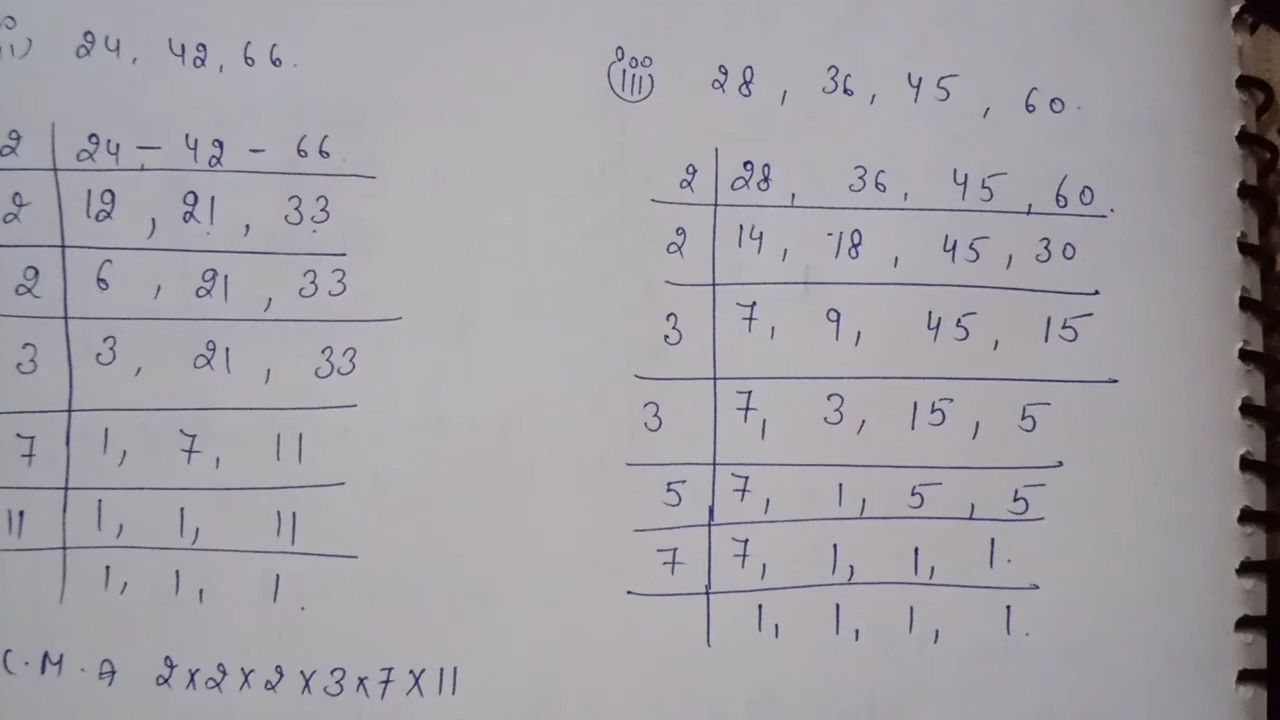 ii) 24, 42, 66.
2 | 24 - 42 - 66
2 | 12, 21, 33
2 | 6, 21, 33
3 | 3, 21, 33
7 | 1, 7, 11
11 | 1, 1, 11
1, 1, 1.
C.M. 2×2×2×3×7×11
iii 28, 36, 45, 60.
2 | 28, 36, 45, 60.
2 | 14, 18, 45, 30
3 | 7, 9, 45, 15
3 | 7, 3, 15, 5
5 | 7, 1, 5, 5
7 | 7, 1, 1, 1.
1, 1, 1, 1.